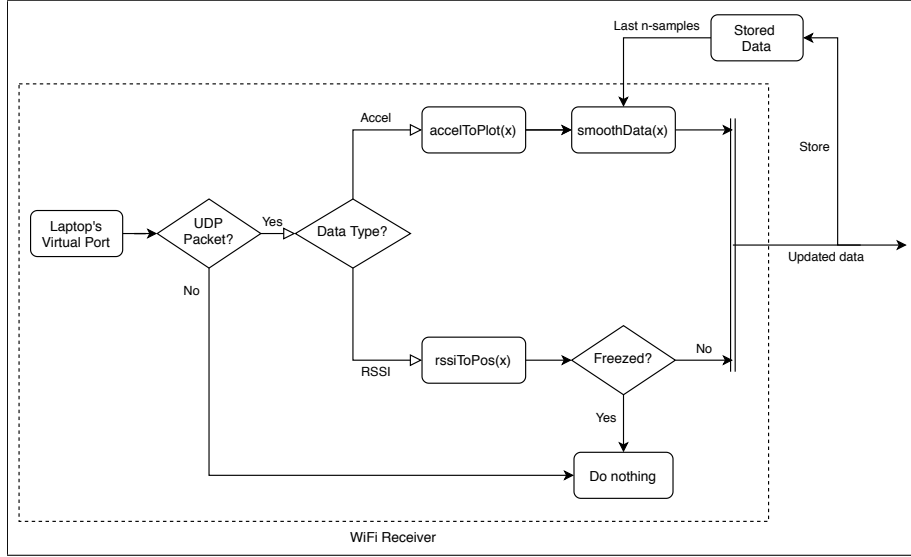 Last n-samples
Stored
Data
Accel
accelToPlot(x)
smoothData(x)
Store
Laptop's
Virtual Port
UDP
Packet?
Yes
Data Type?
Updated data
No
RSSI
rssiToPos(x)
Freezed?
No
Yes
Do nothing
WiFi Receiver